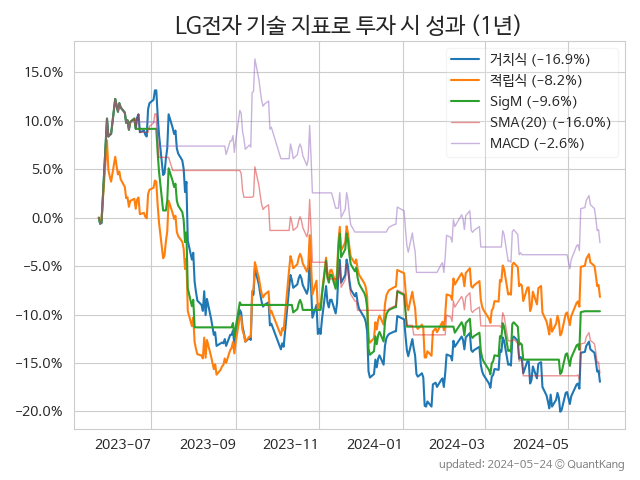 LG전자 기술 지표로 투자 시 성과 (1년)
거치식 (−16.9%)
적립식 (−8.2%)
SigM (−9.6%)
SMA(20) (−16.0%)
MACD (−2.6%)
15.0%
10.0%
5.0%
0.0%
−5.0%
−10.0%
−15.0%
−20.0%
2023-07 2023-09 2023-11 2024-01 2024-03 2024-05
updated: 2024-05-24 © QuantKang